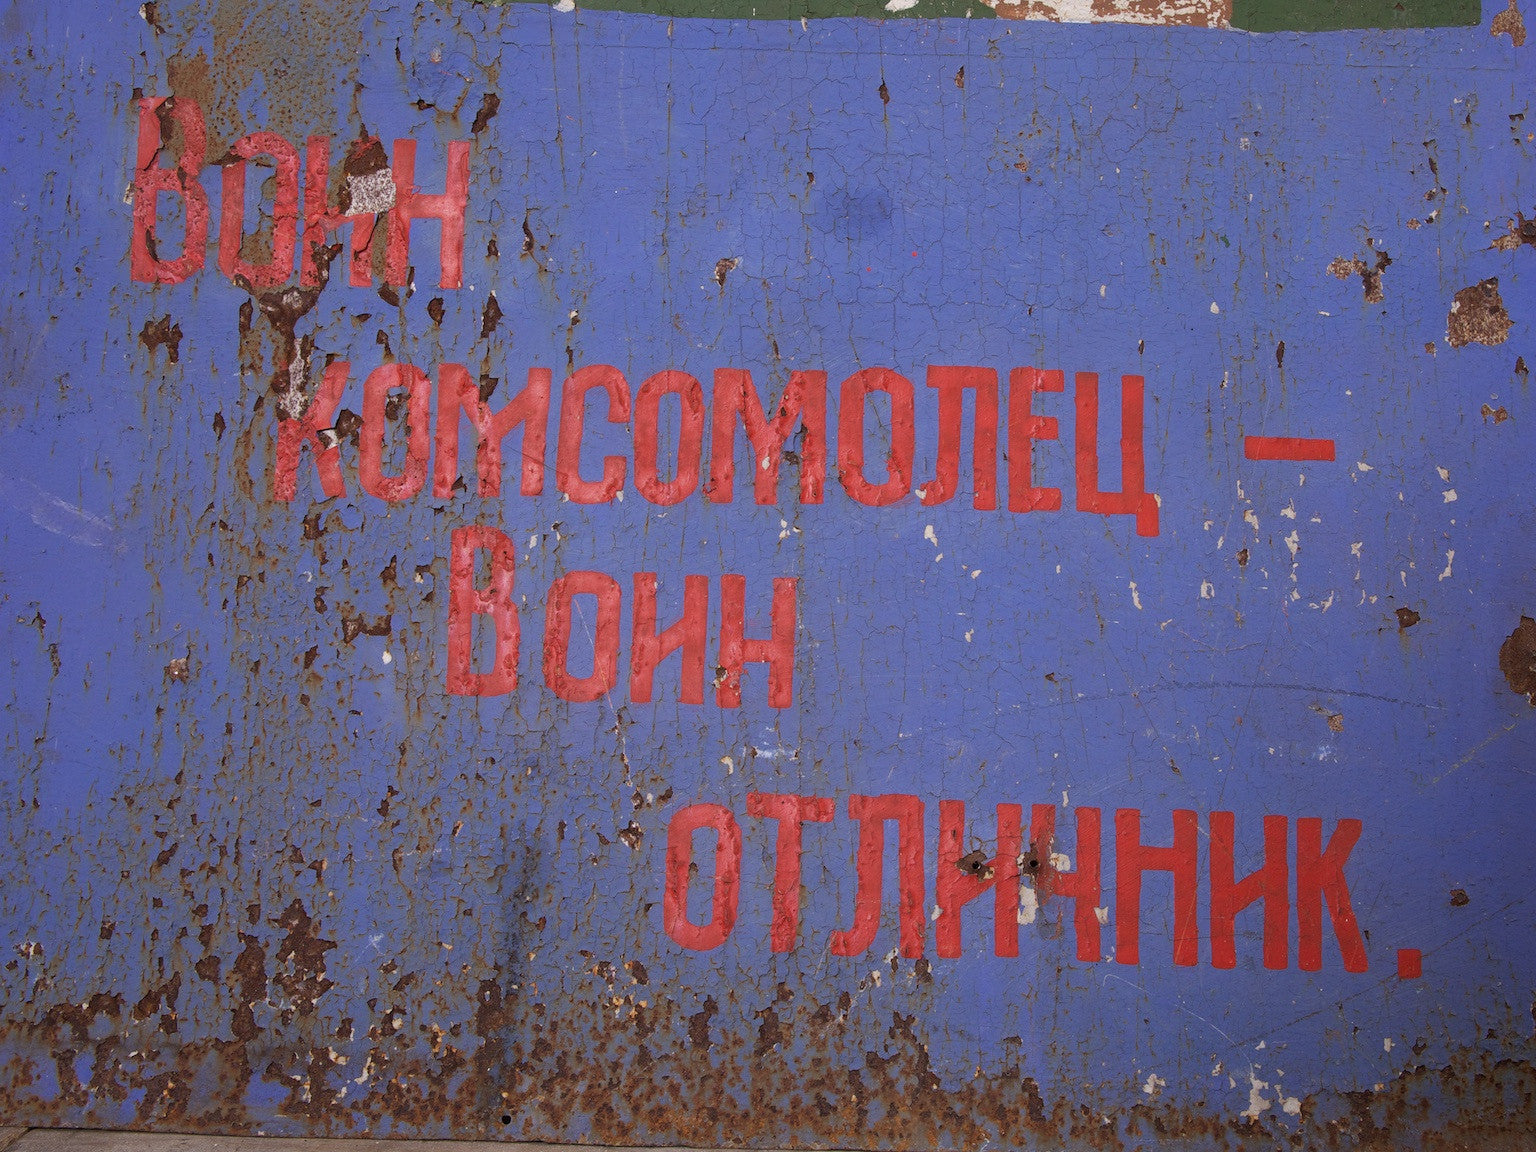 Воин
комсомолец –
Воин
отличник.